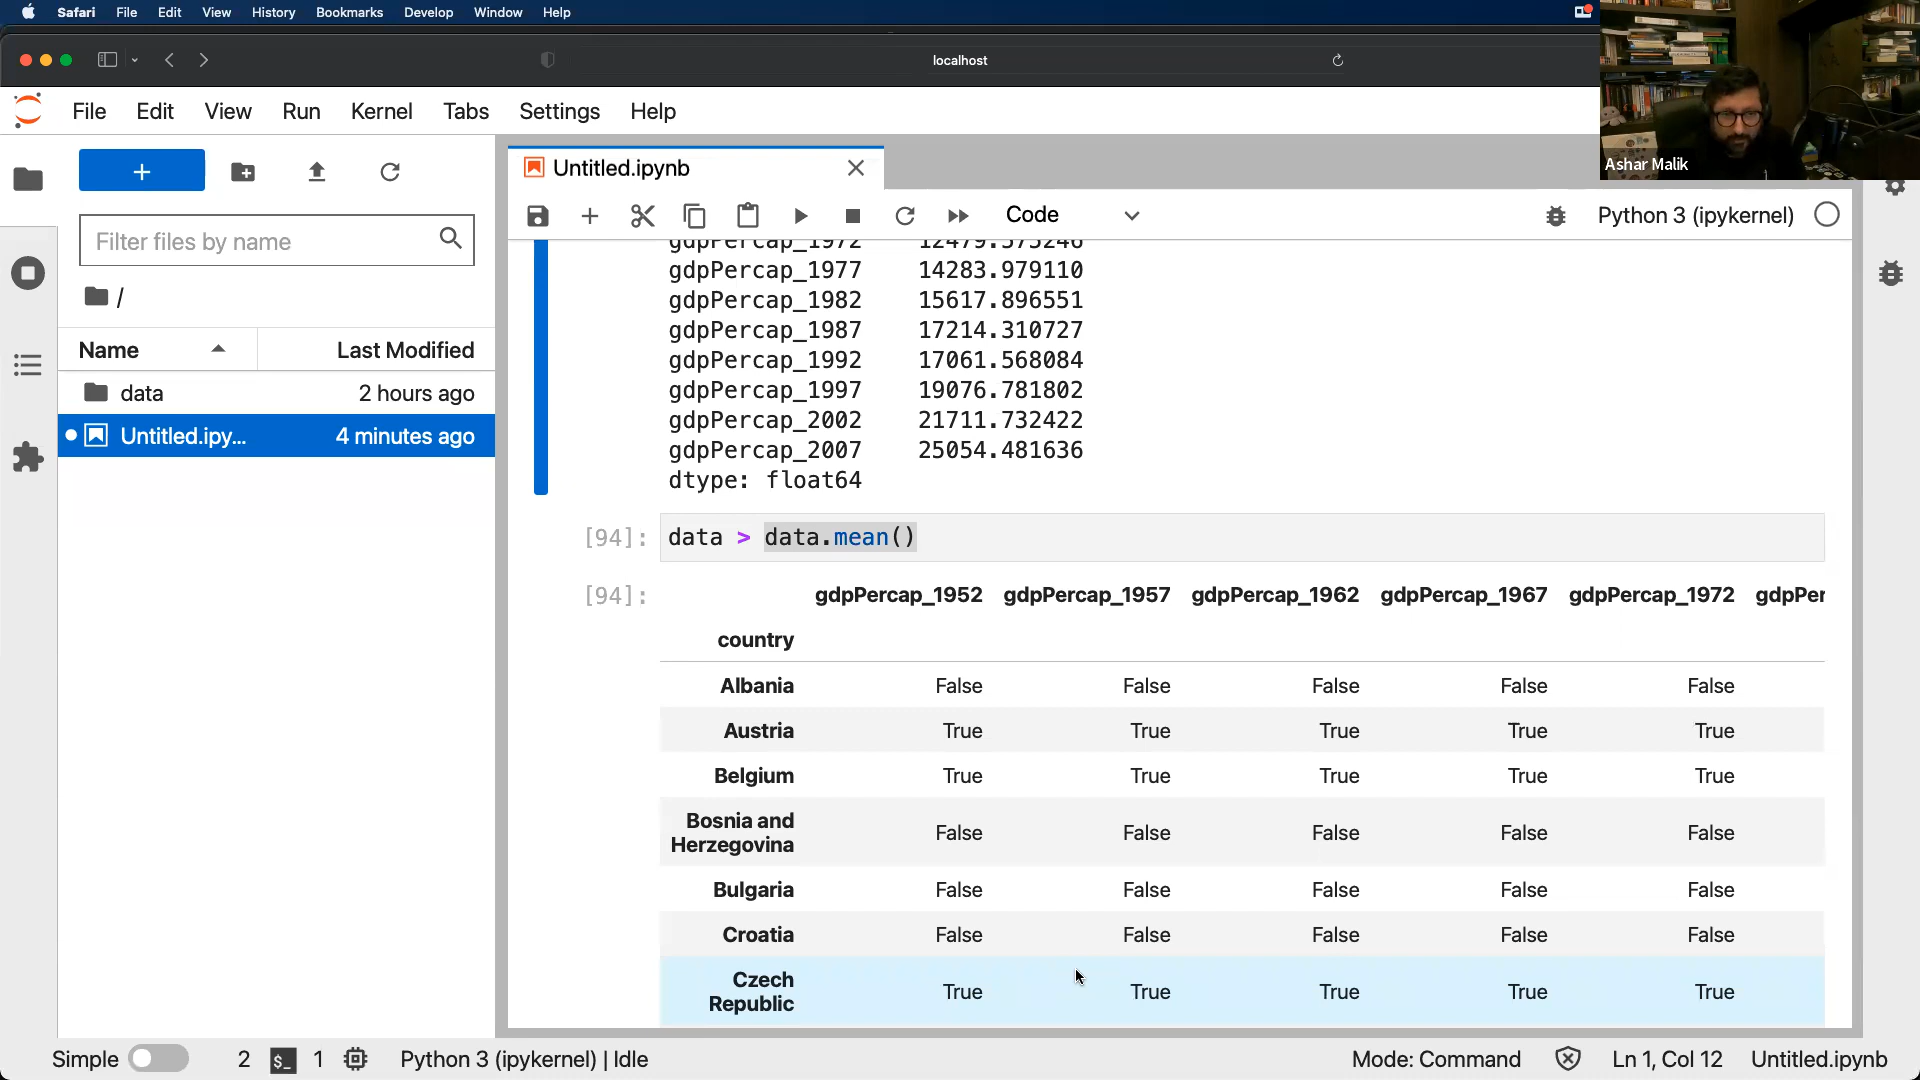 Safari File Edit View History Bookmarks Develop Window Help
localhost
File Edit View Run Kernel Tabs Settings Help
Ashar Malik
+
Untitled.ipynb
Code
Python 3 (ipykernel)
Filter files by name
/
Name Last Modified
data 2 hours ago
Untitled.ipy... 4 minutes ago
gdpPercap_1972 12479.575246
gdpPercap_1977 14283.979110
gdpPercap_1982 15617.896551
gdpPercap_1987 17214.310727
gdpPercap_1992 17061.568084
gdpPercap_1997 19076.781802
gdpPercap_2002 21711.732422
gdpPercap_2007 25054.481636
dtype: float64
[94]: data > data.mean()
[94]: gdpPercap_1952 gdpPercap_1957 gdpPercap_1962 gdpPercap_1967 gdpPercap_1972 gdpPer
country
Albania False False False False False
Austria True True True True True
Belgium True True True True True
Bosnia and
Herzegovina False False False False False
Bulgaria False False False False False
Croatia False False False False False
Czech
Republic True True True True True
Simple 2 $_ 1 Python 3 (ipykernel) | Idle Mode: Command Ln 1, Col 12 Untitled.ipynb